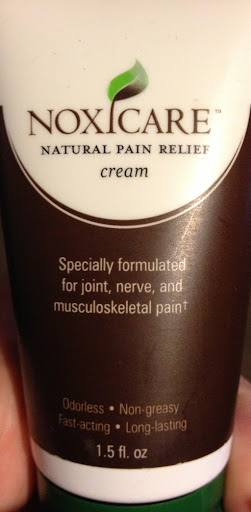 NOXICARE™
NATURAL PAIN RELIEF
cream
Specially formulated
for joint, nerve, and
musculoskeletal pain†
Odorless • Non-greasy
Fast-acting • Long-lasting
1.5 fl. oz